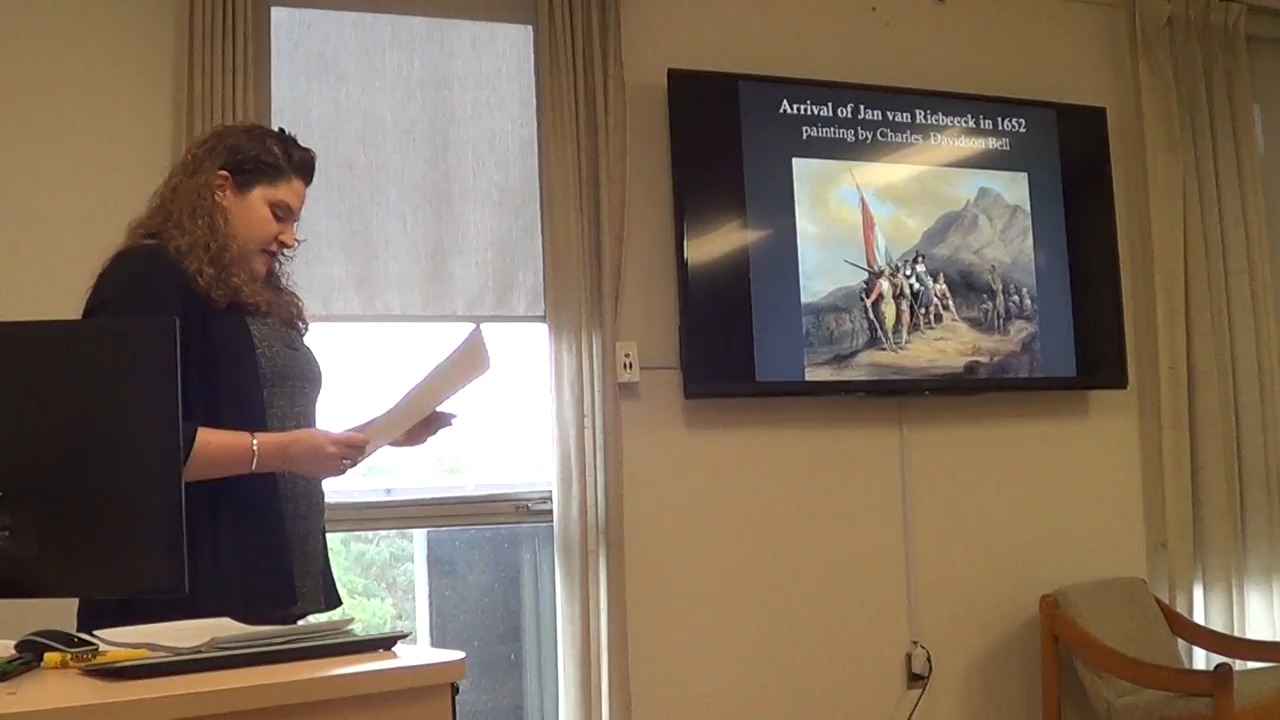 Arrival of Jan van Riebeeck in 1652
painting by Charles Davidson Bell